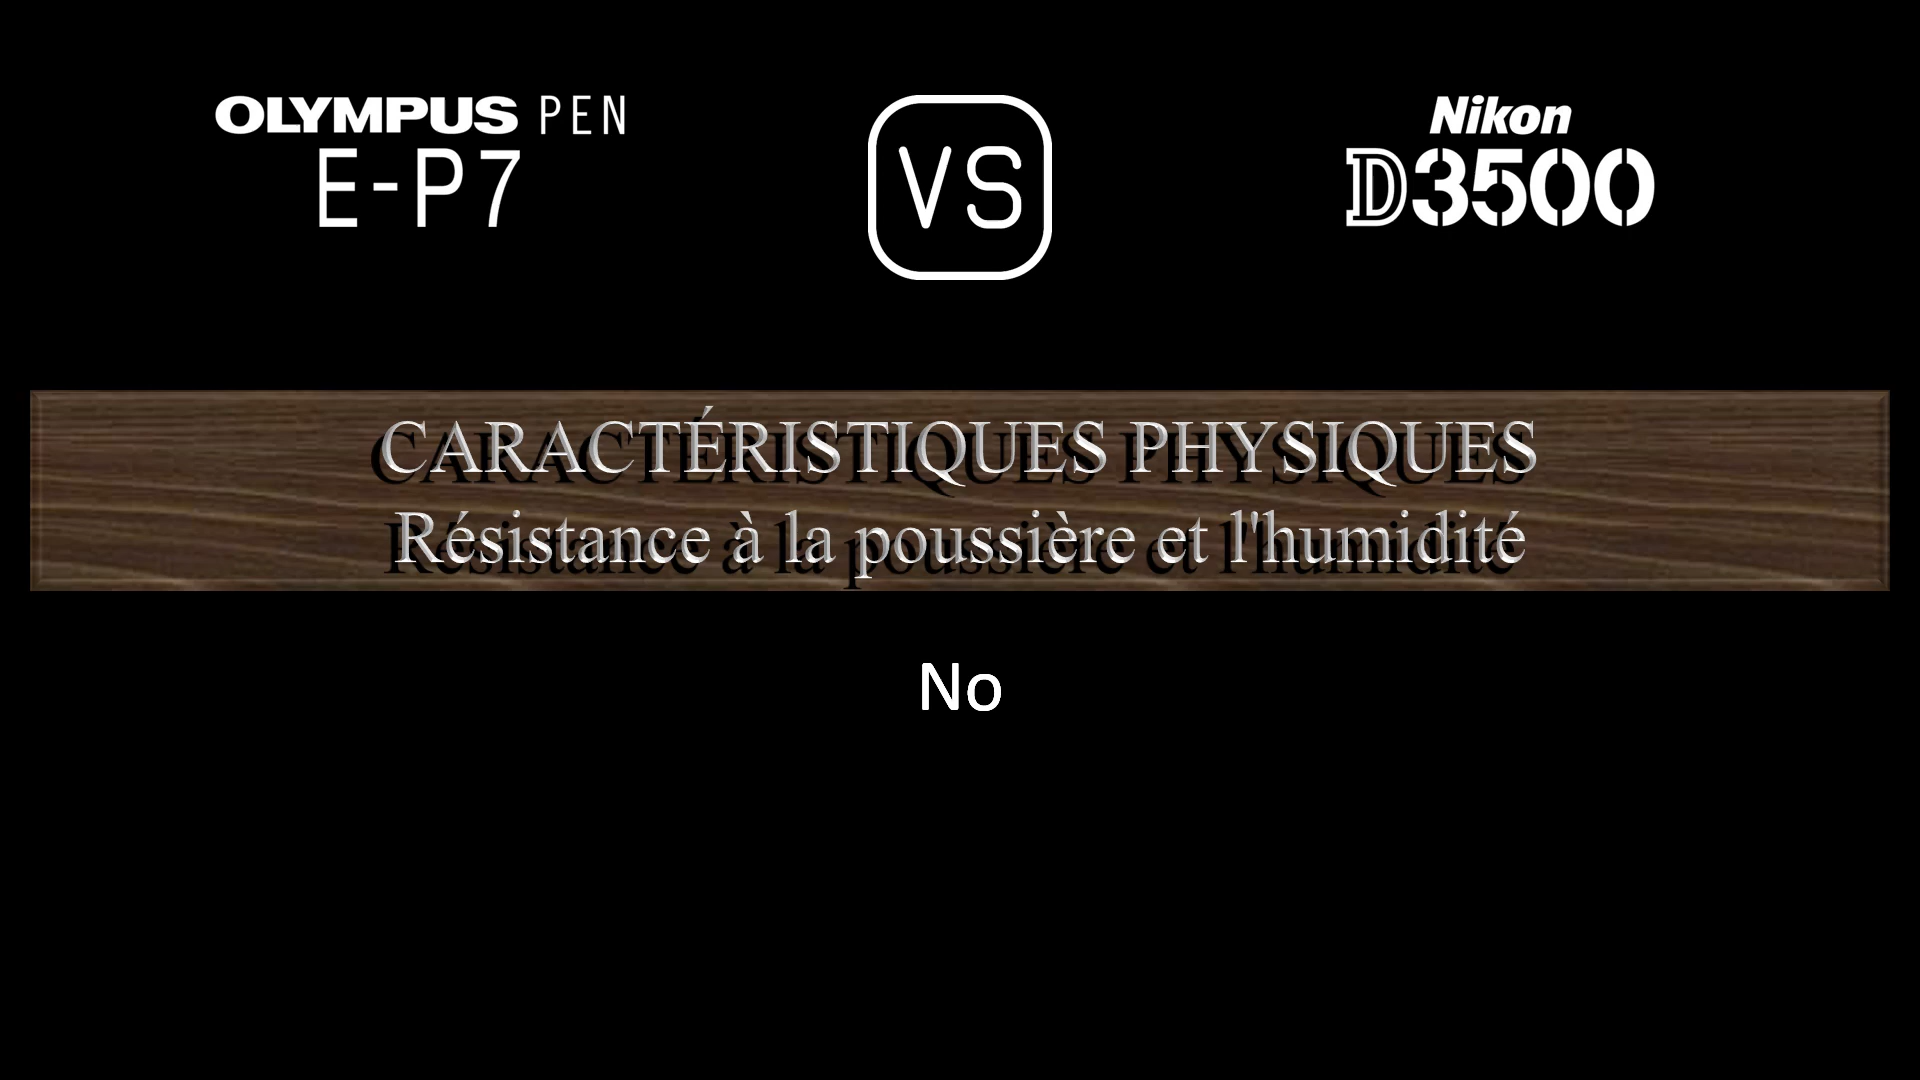 OLYMPUS PEN
E-P7
VS
Nikon
D3500
CARACTÉRISTIQUES PHYSIQUES
Résistance à la poussière et l'humidité
No